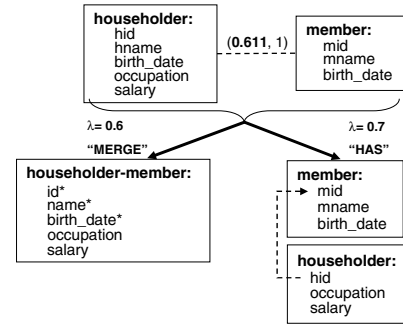 householder:
hid
hname
birth_date
occupation
salary
(0.611, 1)
member:
mid
mname
birth_date
λ= 0.6
λ= 0.7
“MERGE”
“HAS”
householder-member:
id*
name*
birth_date*
occupation
salary
member:
mid
mname
birth_date
householder:
hid
occupation
salary